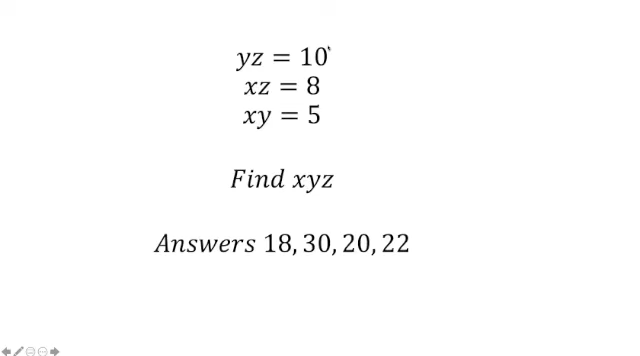 yz = 10`
xz = 8
xy = 5
Find xyz
Answers 18, 30, 20, 22